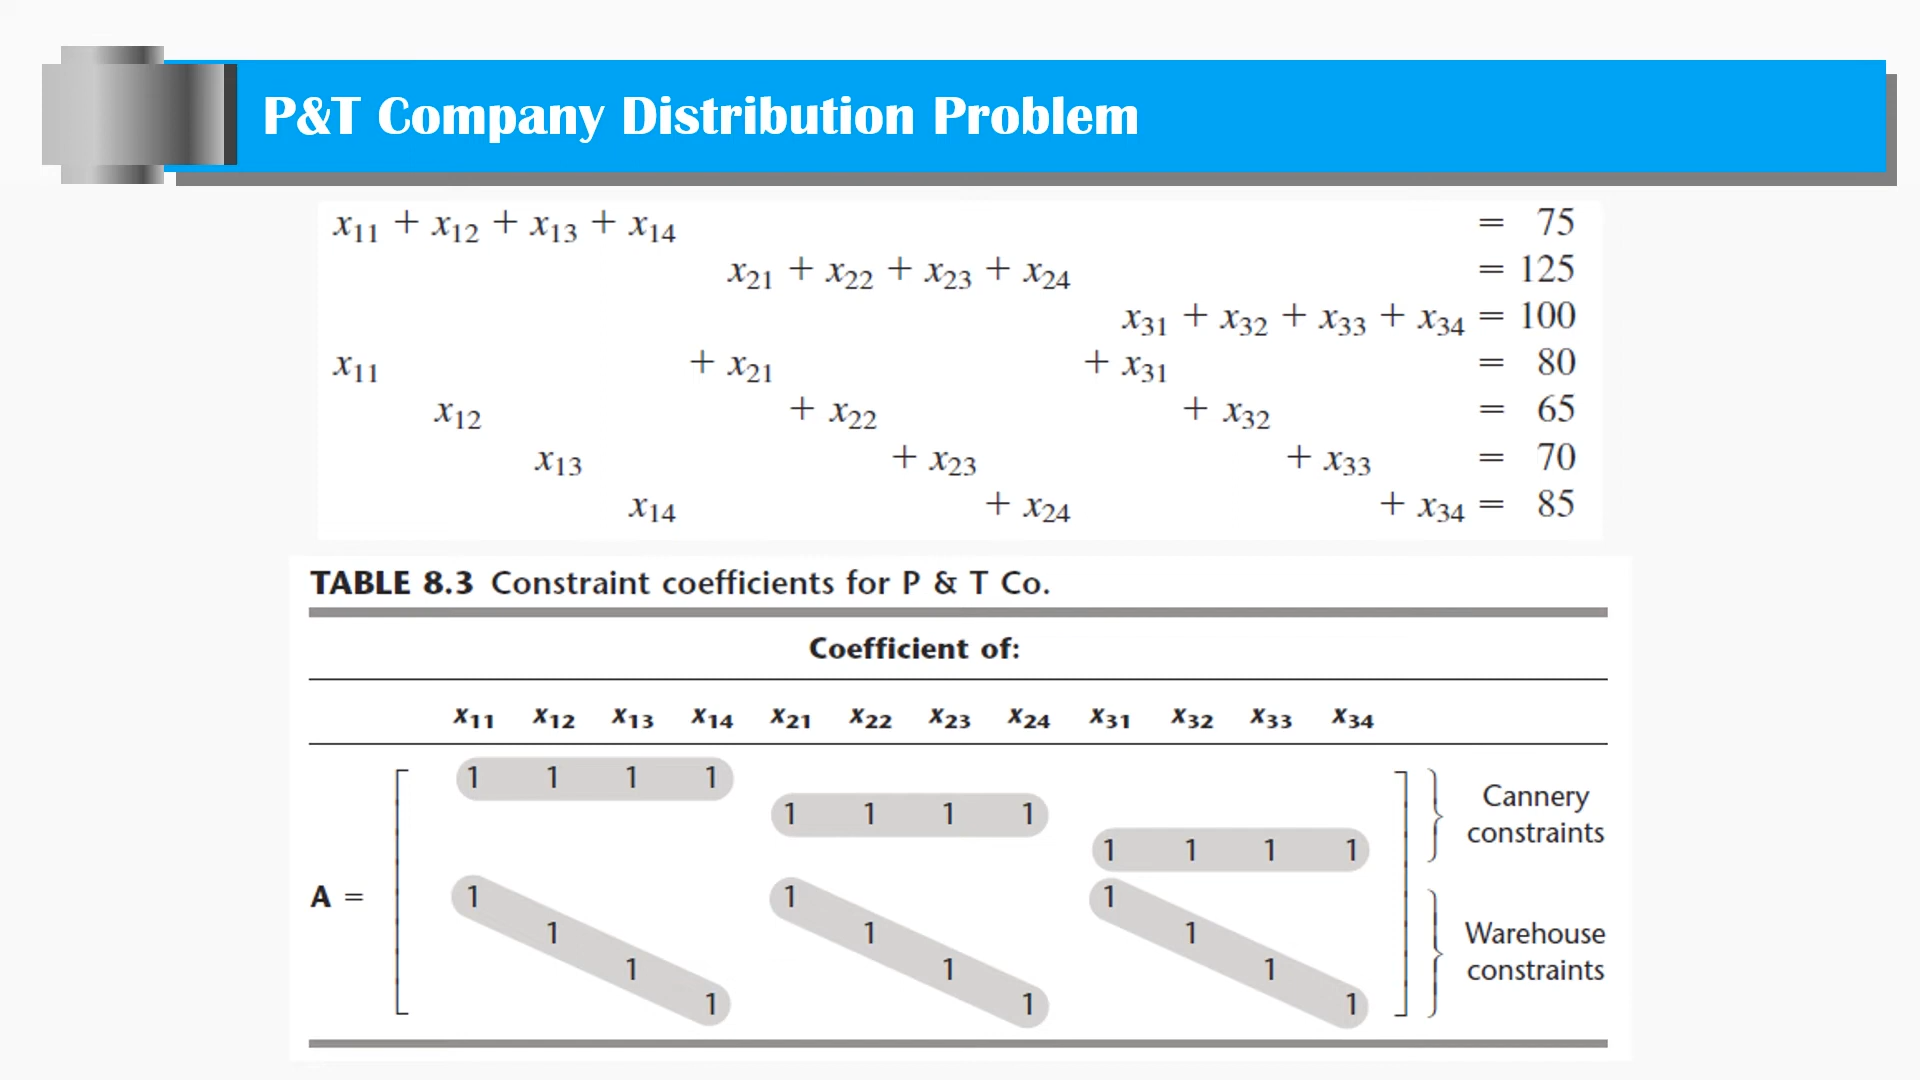 P&T Company Distribution Problem
x11 + x12 + x13 + x14 = 75
x21 + x22 + x23 + x24 = 125
x31 + x32 + x33 + x34 = 100
x11 + x21 + x31 = 80
x12 + x22 + x32 = 65
x13 + x23 + x33 = 70
x14 + x24 + x34 = 85
TABLE 8.3 Constraint coefficients for P & T Co.
Coefficient of:
x11 x12 x13 x14 x21 x22 x23 x24 x31 x32 x33 x34
1 1 1 1
1 1 1 1
1 1 1 1
Cannery
constraints
A =
1 1 1
1 1 1
1 1 1
1 1 1
Warehouse
constraints